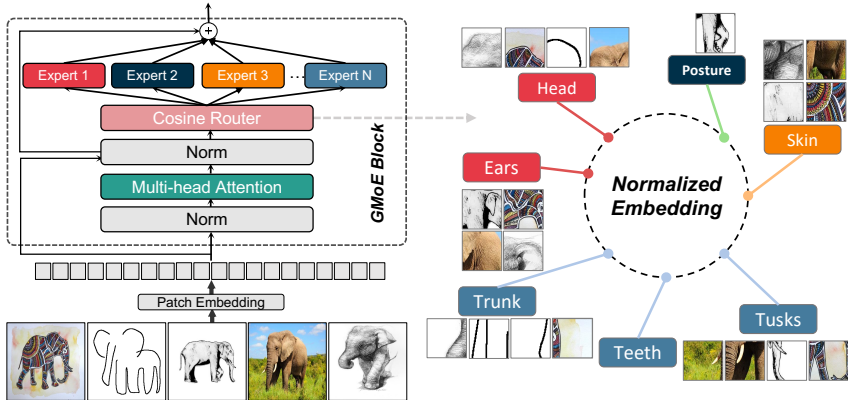 +
Expert 1
Expert 2
Expert 3
...
Expert N
Cosine Router
Norm
Multi-head Attention
Norm
GMoE Block
Patch Embedding
Head
Posture
Ears
Skin
Normalized
Embedding
Trunk
Teeth
Tusks